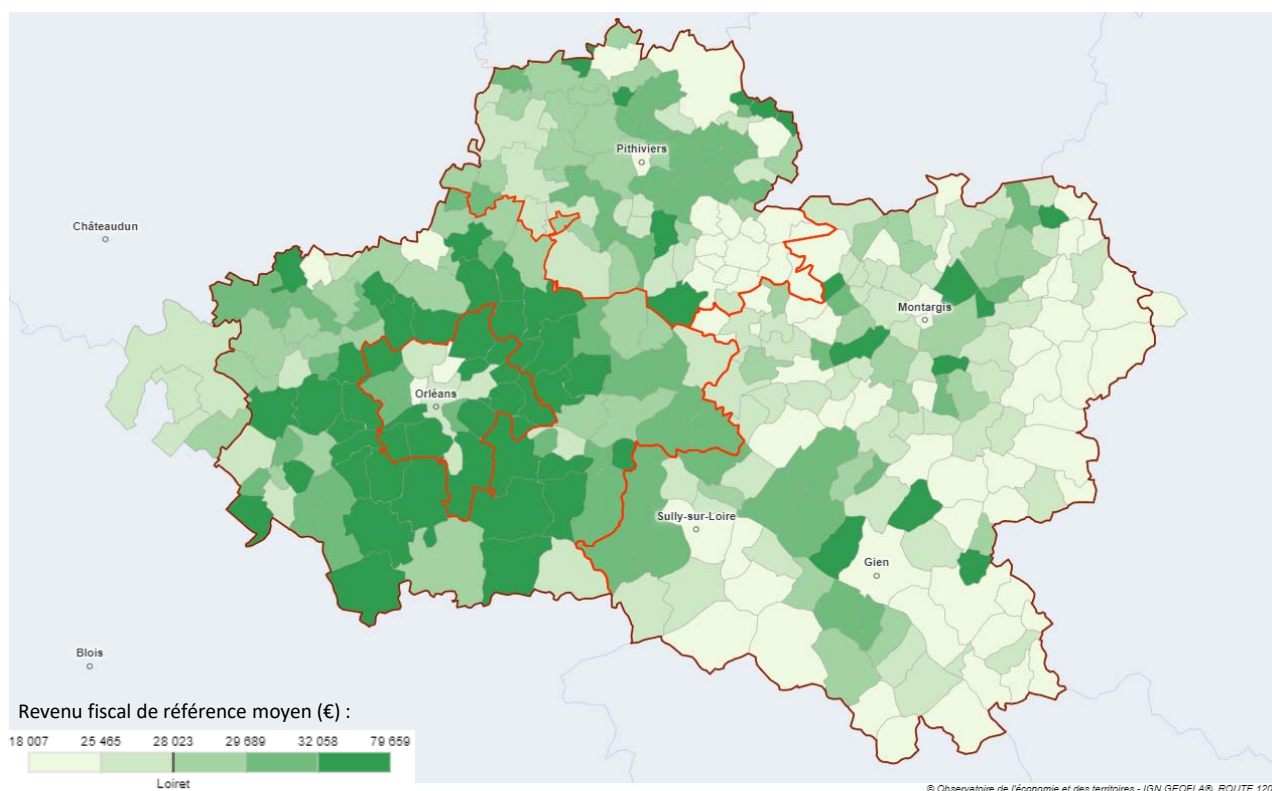 Pithiviers
Châteaudun
Montargis
Orléans
Sully-sur-Loire
Gien
Blois
Revenu fiscal de référence moyen (€) :
18 007 25 465 28 023 29 689 32 058 79 659
Loiret
© Observatoire de l'économie et des territoires - IGN GEOFLA®, ROUTE 120